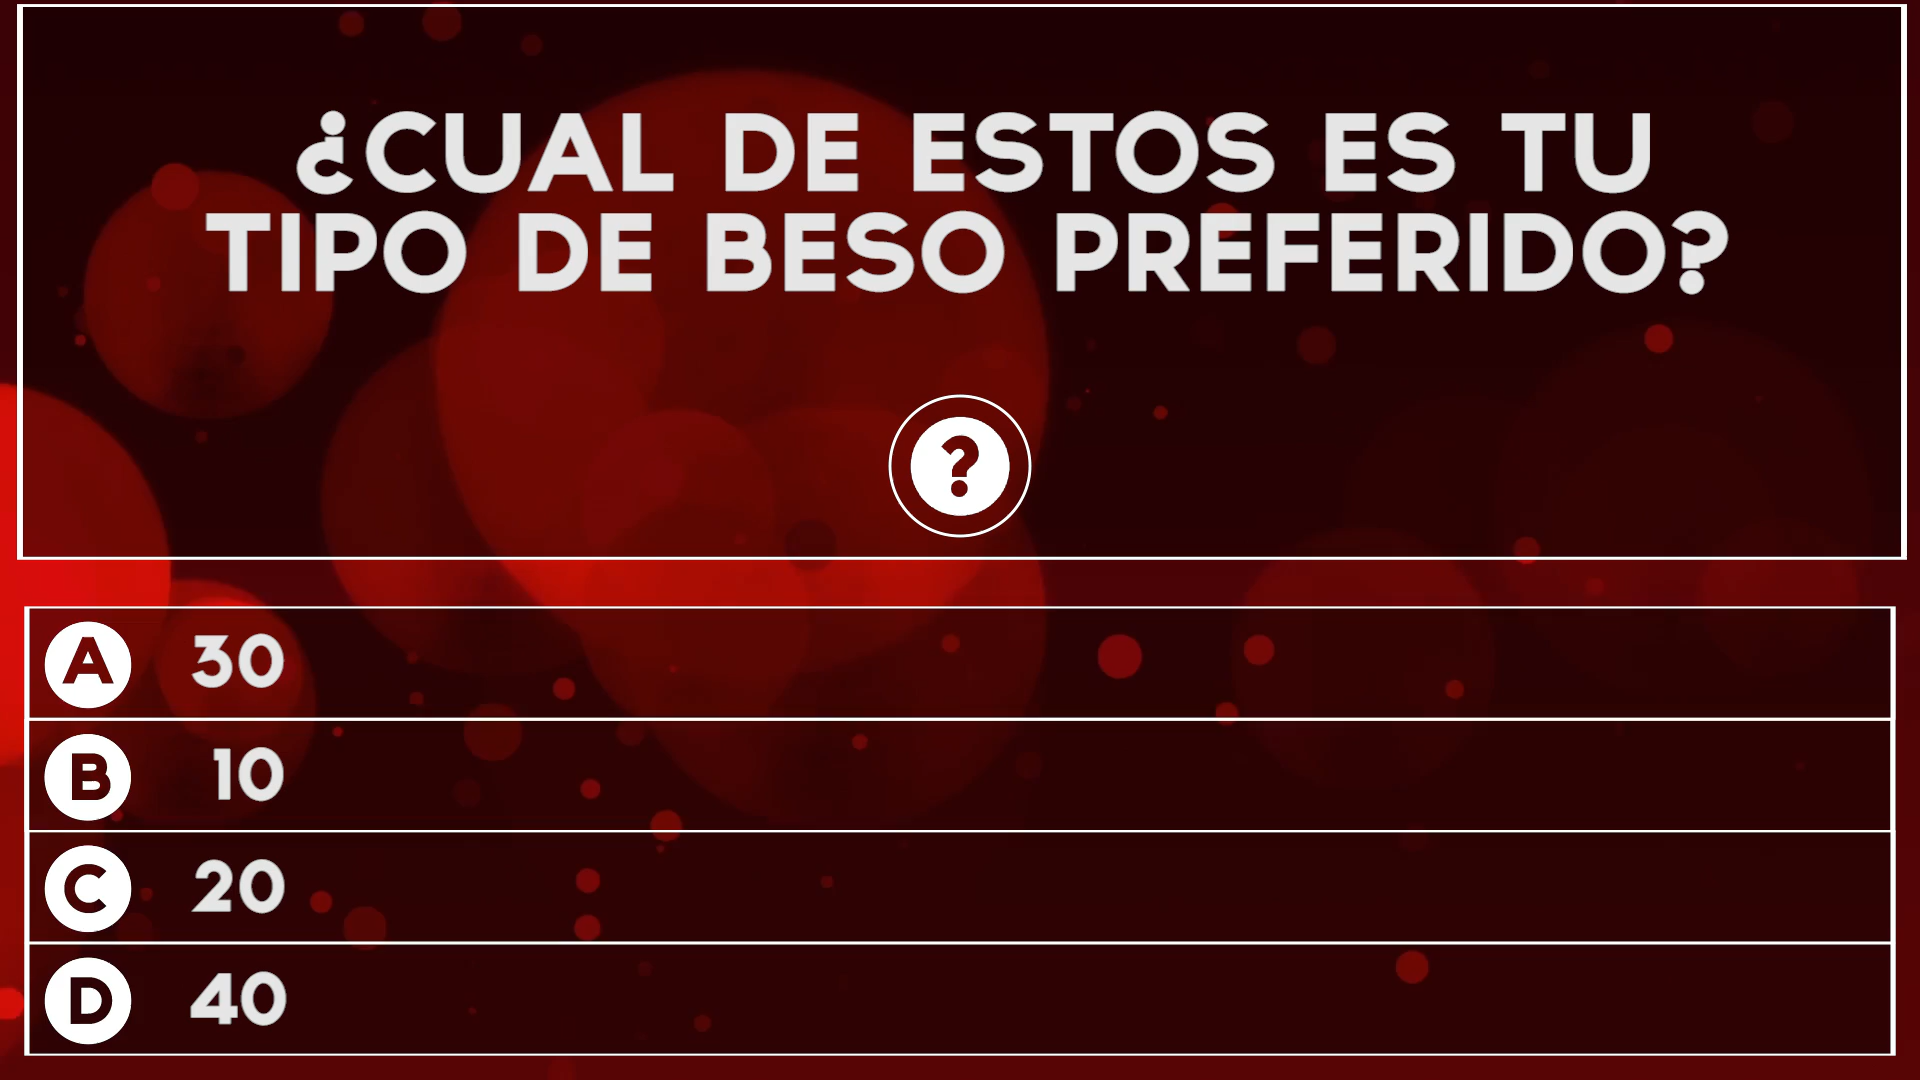 ¿CUAL DE ESTOS ES TU
TIPO DE BESO PREFERIDO?
?
A 30
B 10
C 20
D 40